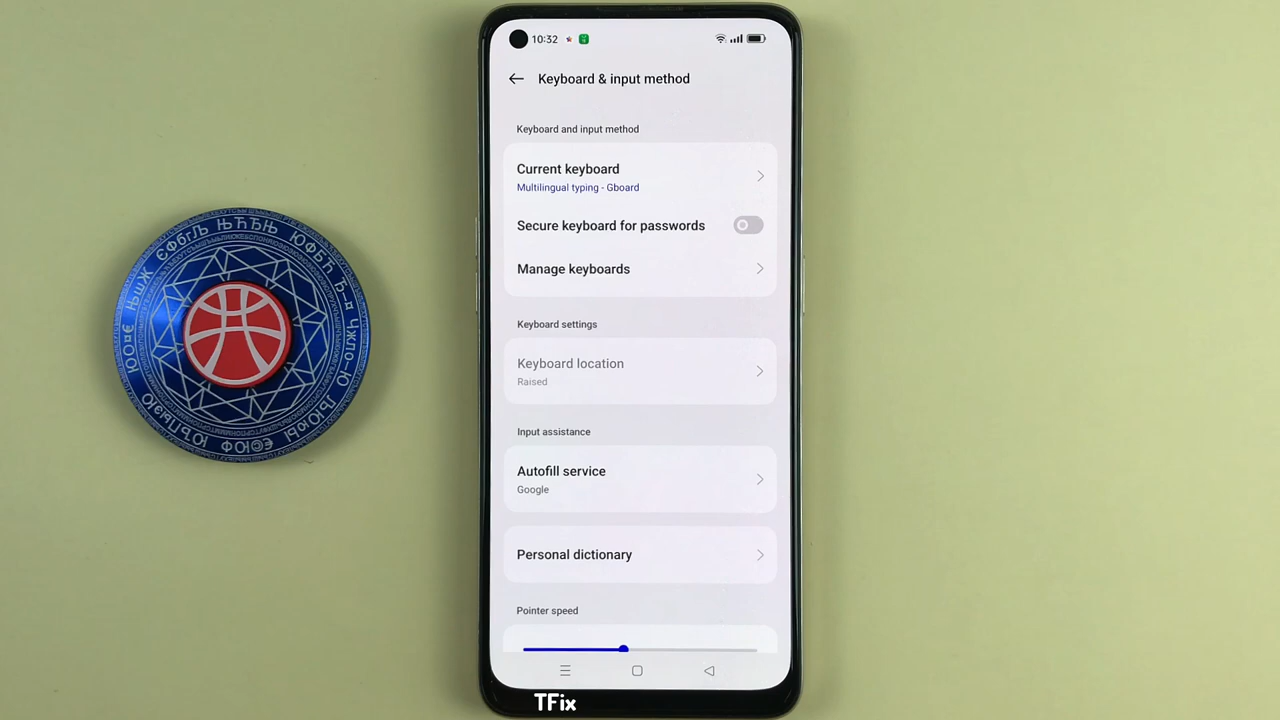 10:32
Keyboard & input method
Keyboard and input method
Current keyboard
Multilingual typing - Gboard
Secure keyboard for passwords
Manage keyboards
Keyboard settings
Keyboard location
Raised
Input assistance
Autofill service
Google
Personal dictionary
Pointer speed
TFix